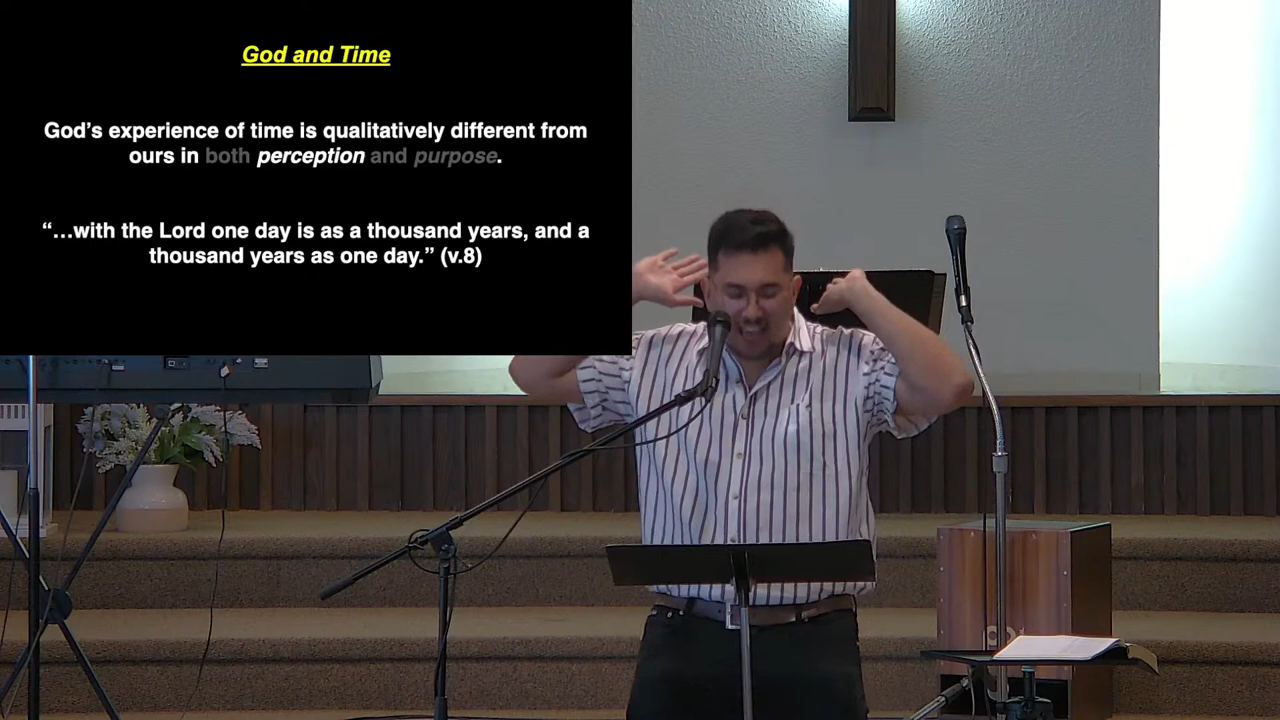 God and Time
God’s experience of time is qualitatively different from
ours in both perception and purpose.
“…with the Lord one day is as a thousand years, and a
thousand years as one day.” (v.8)